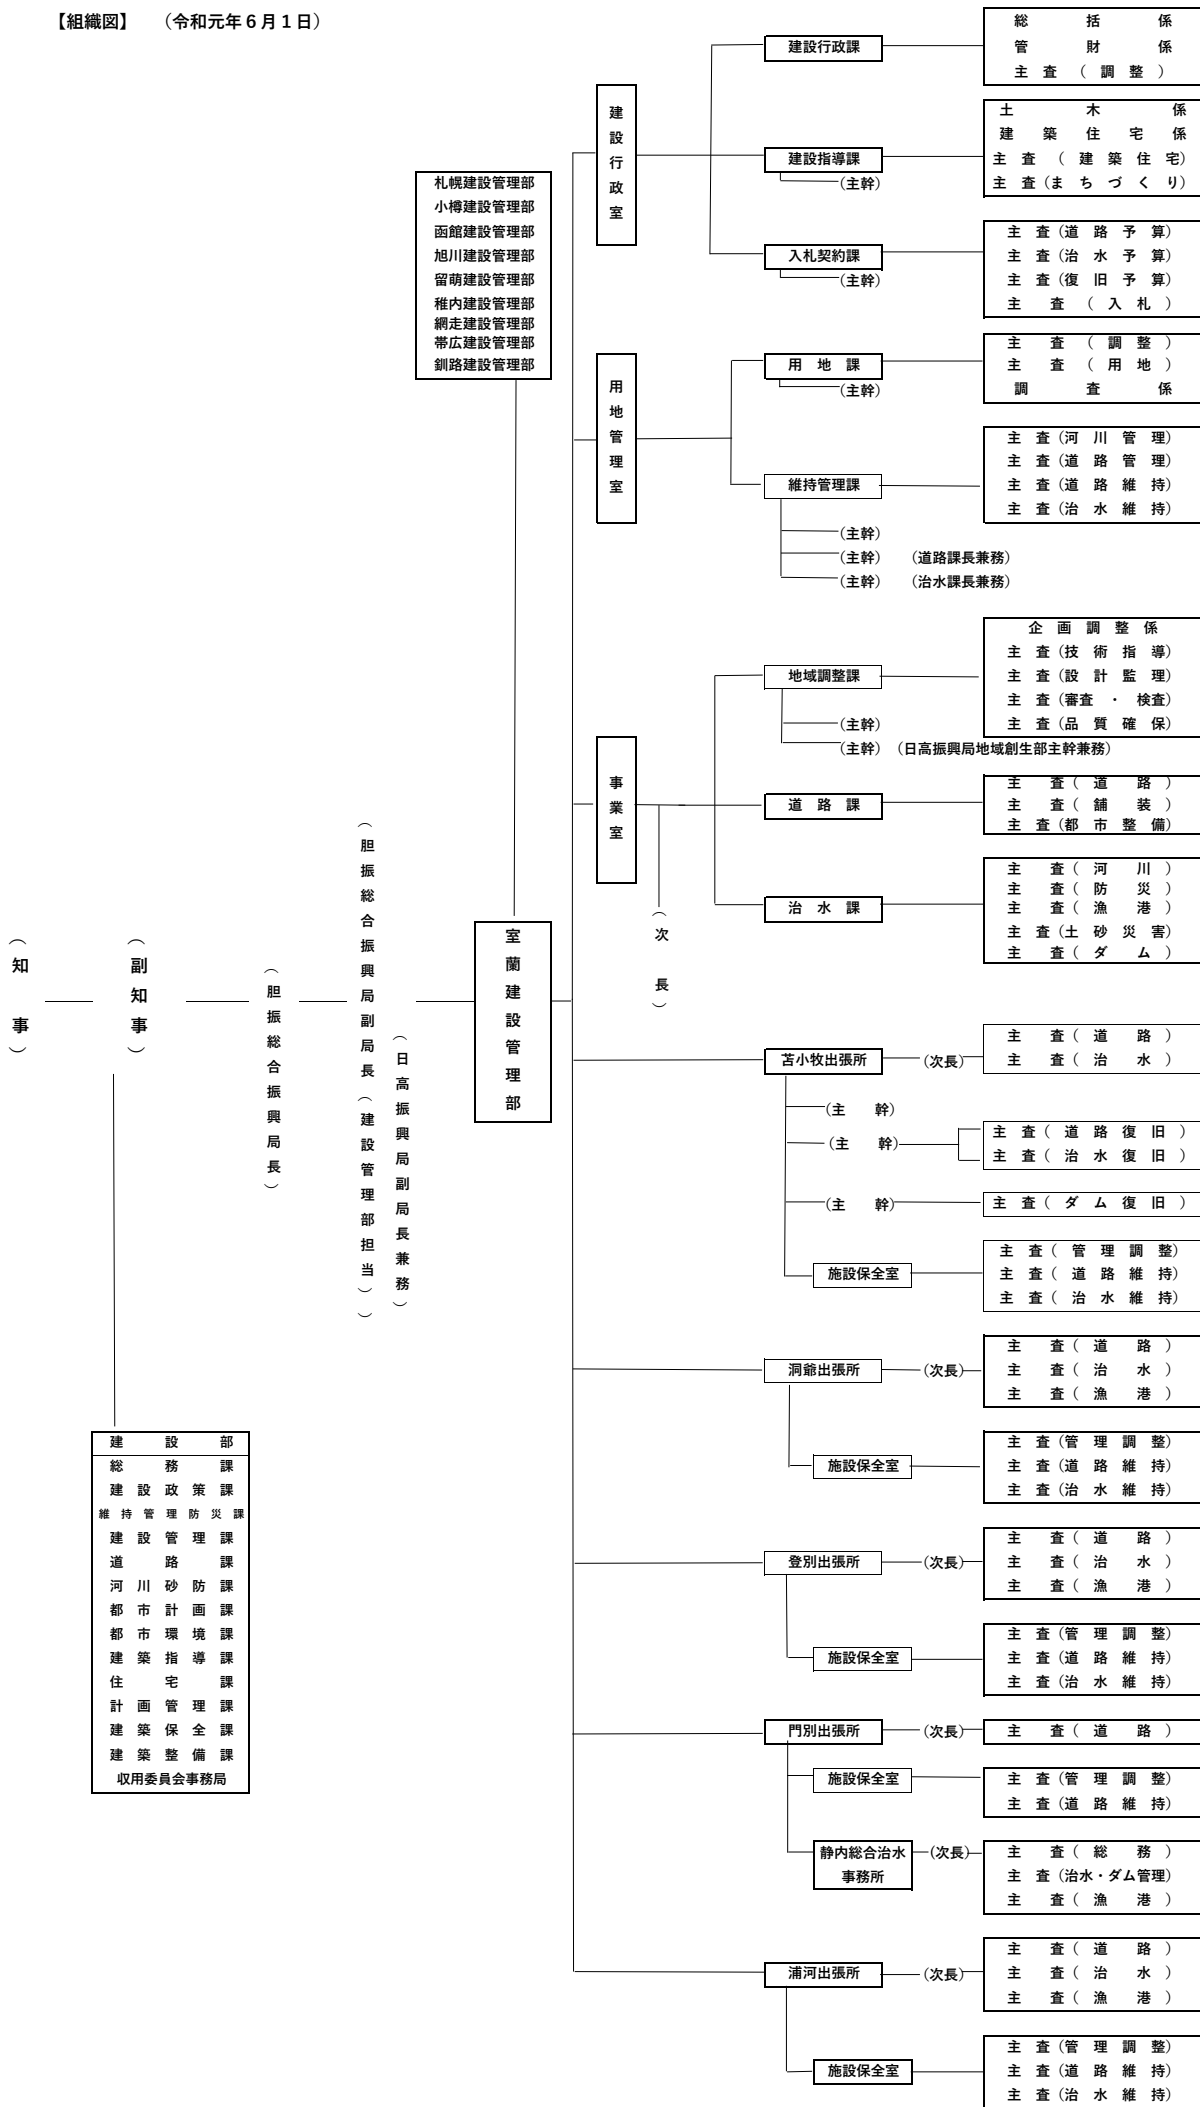 【組織図】　（令和元年６月１日）
（知事）
（副知事）
建設部
総務課
建設政策課
維持管理防災課
建設管理課
道路課
河川砂防課
都市計画課
都市環境課
建築指導課
住宅課
計画管理課
建築保全課
建築整備課
収用委員会事務局
（胆振総合振興局長）
（胆振総合振興局副局長（建設管理部担当））
（日高振興局副局長兼務）
札幌建設管理部
小樽建設管理部
函館建設管理部
旭川建設管理部
留萌建設管理部
稚内建設管理部
網走建設管理部
帯広建設管理部
釧路建設管理部
室蘭建設管理部
建設行政室
建設行政課
総括係
管財係
主査（調整）
建設指導課
（主幹）
土木係
建築住宅係
主査（建築住宅）
主査（まちづくり）
入札契約課
（主幹）
主査（道路予算）
主査（治水予算）
主査（復旧予算）
主査（入札）
用地管理室
用地課
（主幹）
主査（調整）
主査（用地）
調査係
維持管理課
主査（河川管理）
主査（道路管理）
主査（道路維持）
主査（治水維持）
（主幹）
（主幹）　（道路課長兼務）
（主幹）　（治水課長兼務）
事業室
（次長）
地域調整課
企画調整係
主査（技術指導）
主査（設計監理）
主査（審査・検査）
主査（品質確保）
（主幹）
（主幹）（日高振興局地域創生部主幹兼務）
道路課
主査（道路）
主査（舗装）
主査（都市整備）
治水課
主査（河川）
主査（防災）
主査（漁港）
主査（土砂災害）
主査（ダム）
苫小牧出張所
（次長）
主査（道路）
主査（治水）
（主幹）
（主幹）
主査（道路復旧）
主査（治水復旧）
（主幹）
主査（ダム復旧）
施設保全室
主査（管理調整）
主査（道路維持）
主査（治水維持）
洞爺出張所
（次長）
主査（道路）
主査（治水）
主査（漁港）
施設保全室
主査（管理調整）
主査（道路維持）
主査（治水維持）
登別出張所
（次長）
主査（道路）
主査（治水）
主査（漁港）
施設保全室
主査（管理調整）
主査（道路維持）
主査（治水維持）
門別出張所
（次長）
主査（道路）
施設保全室
主査（管理調整）
主査（道路維持）
静内総合治水
事務所
（次長）
主査（総務）
主査（治水・ダム管理）
主査（漁港）
浦河出張所
（次長）
主査（道路）
主査（治水）
主査（漁港）
施設保全室
主査（管理調整）
主査（道路維持）
主査（治水維持）